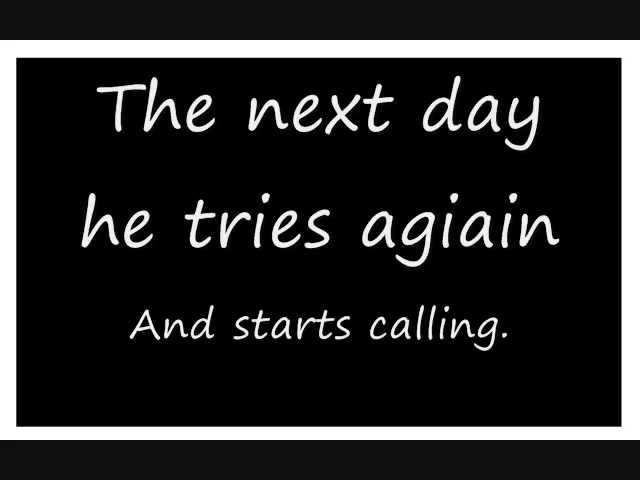 The next day
he tries agiain
And starts calling.